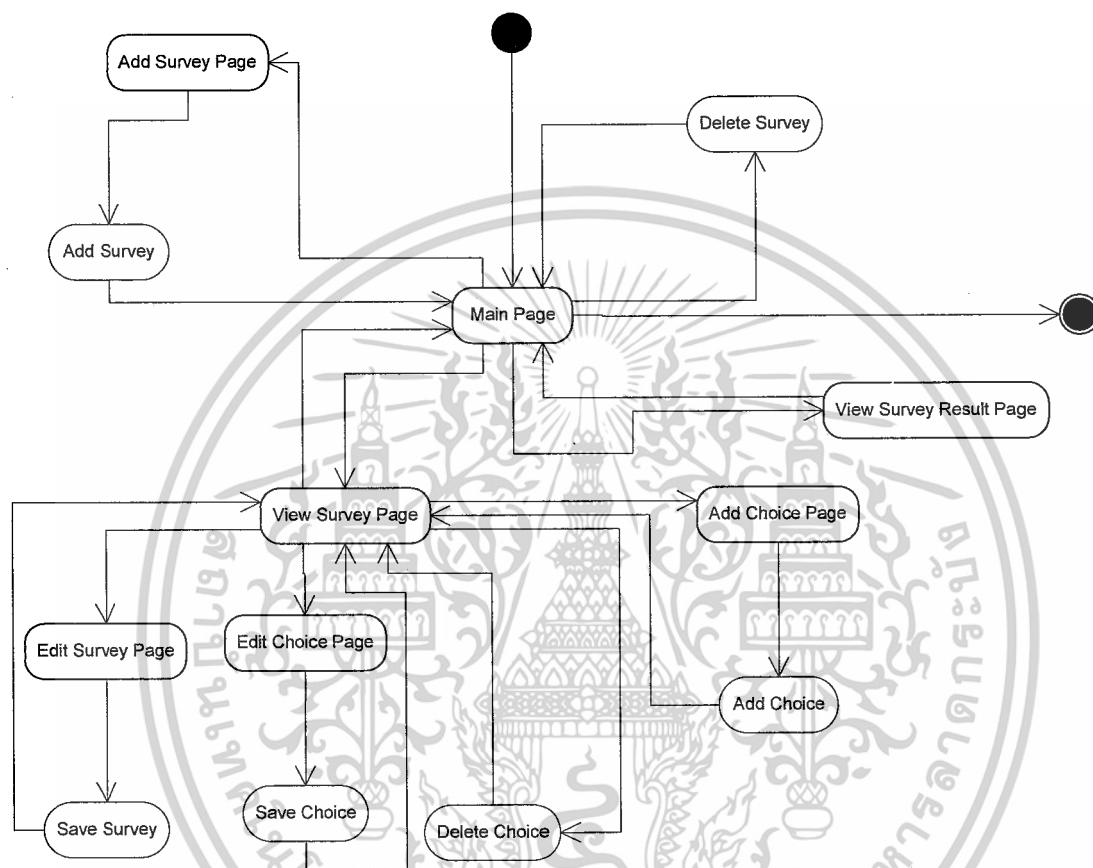 Add Survey Page
Delete Survey
Add Survey
Main Page
View Survey Result Page
View Survey Page
Add Choice Page
Edit Survey Page
Edit Choice Page
Add Choice
Save Survey
Save Choice
Delete Choice